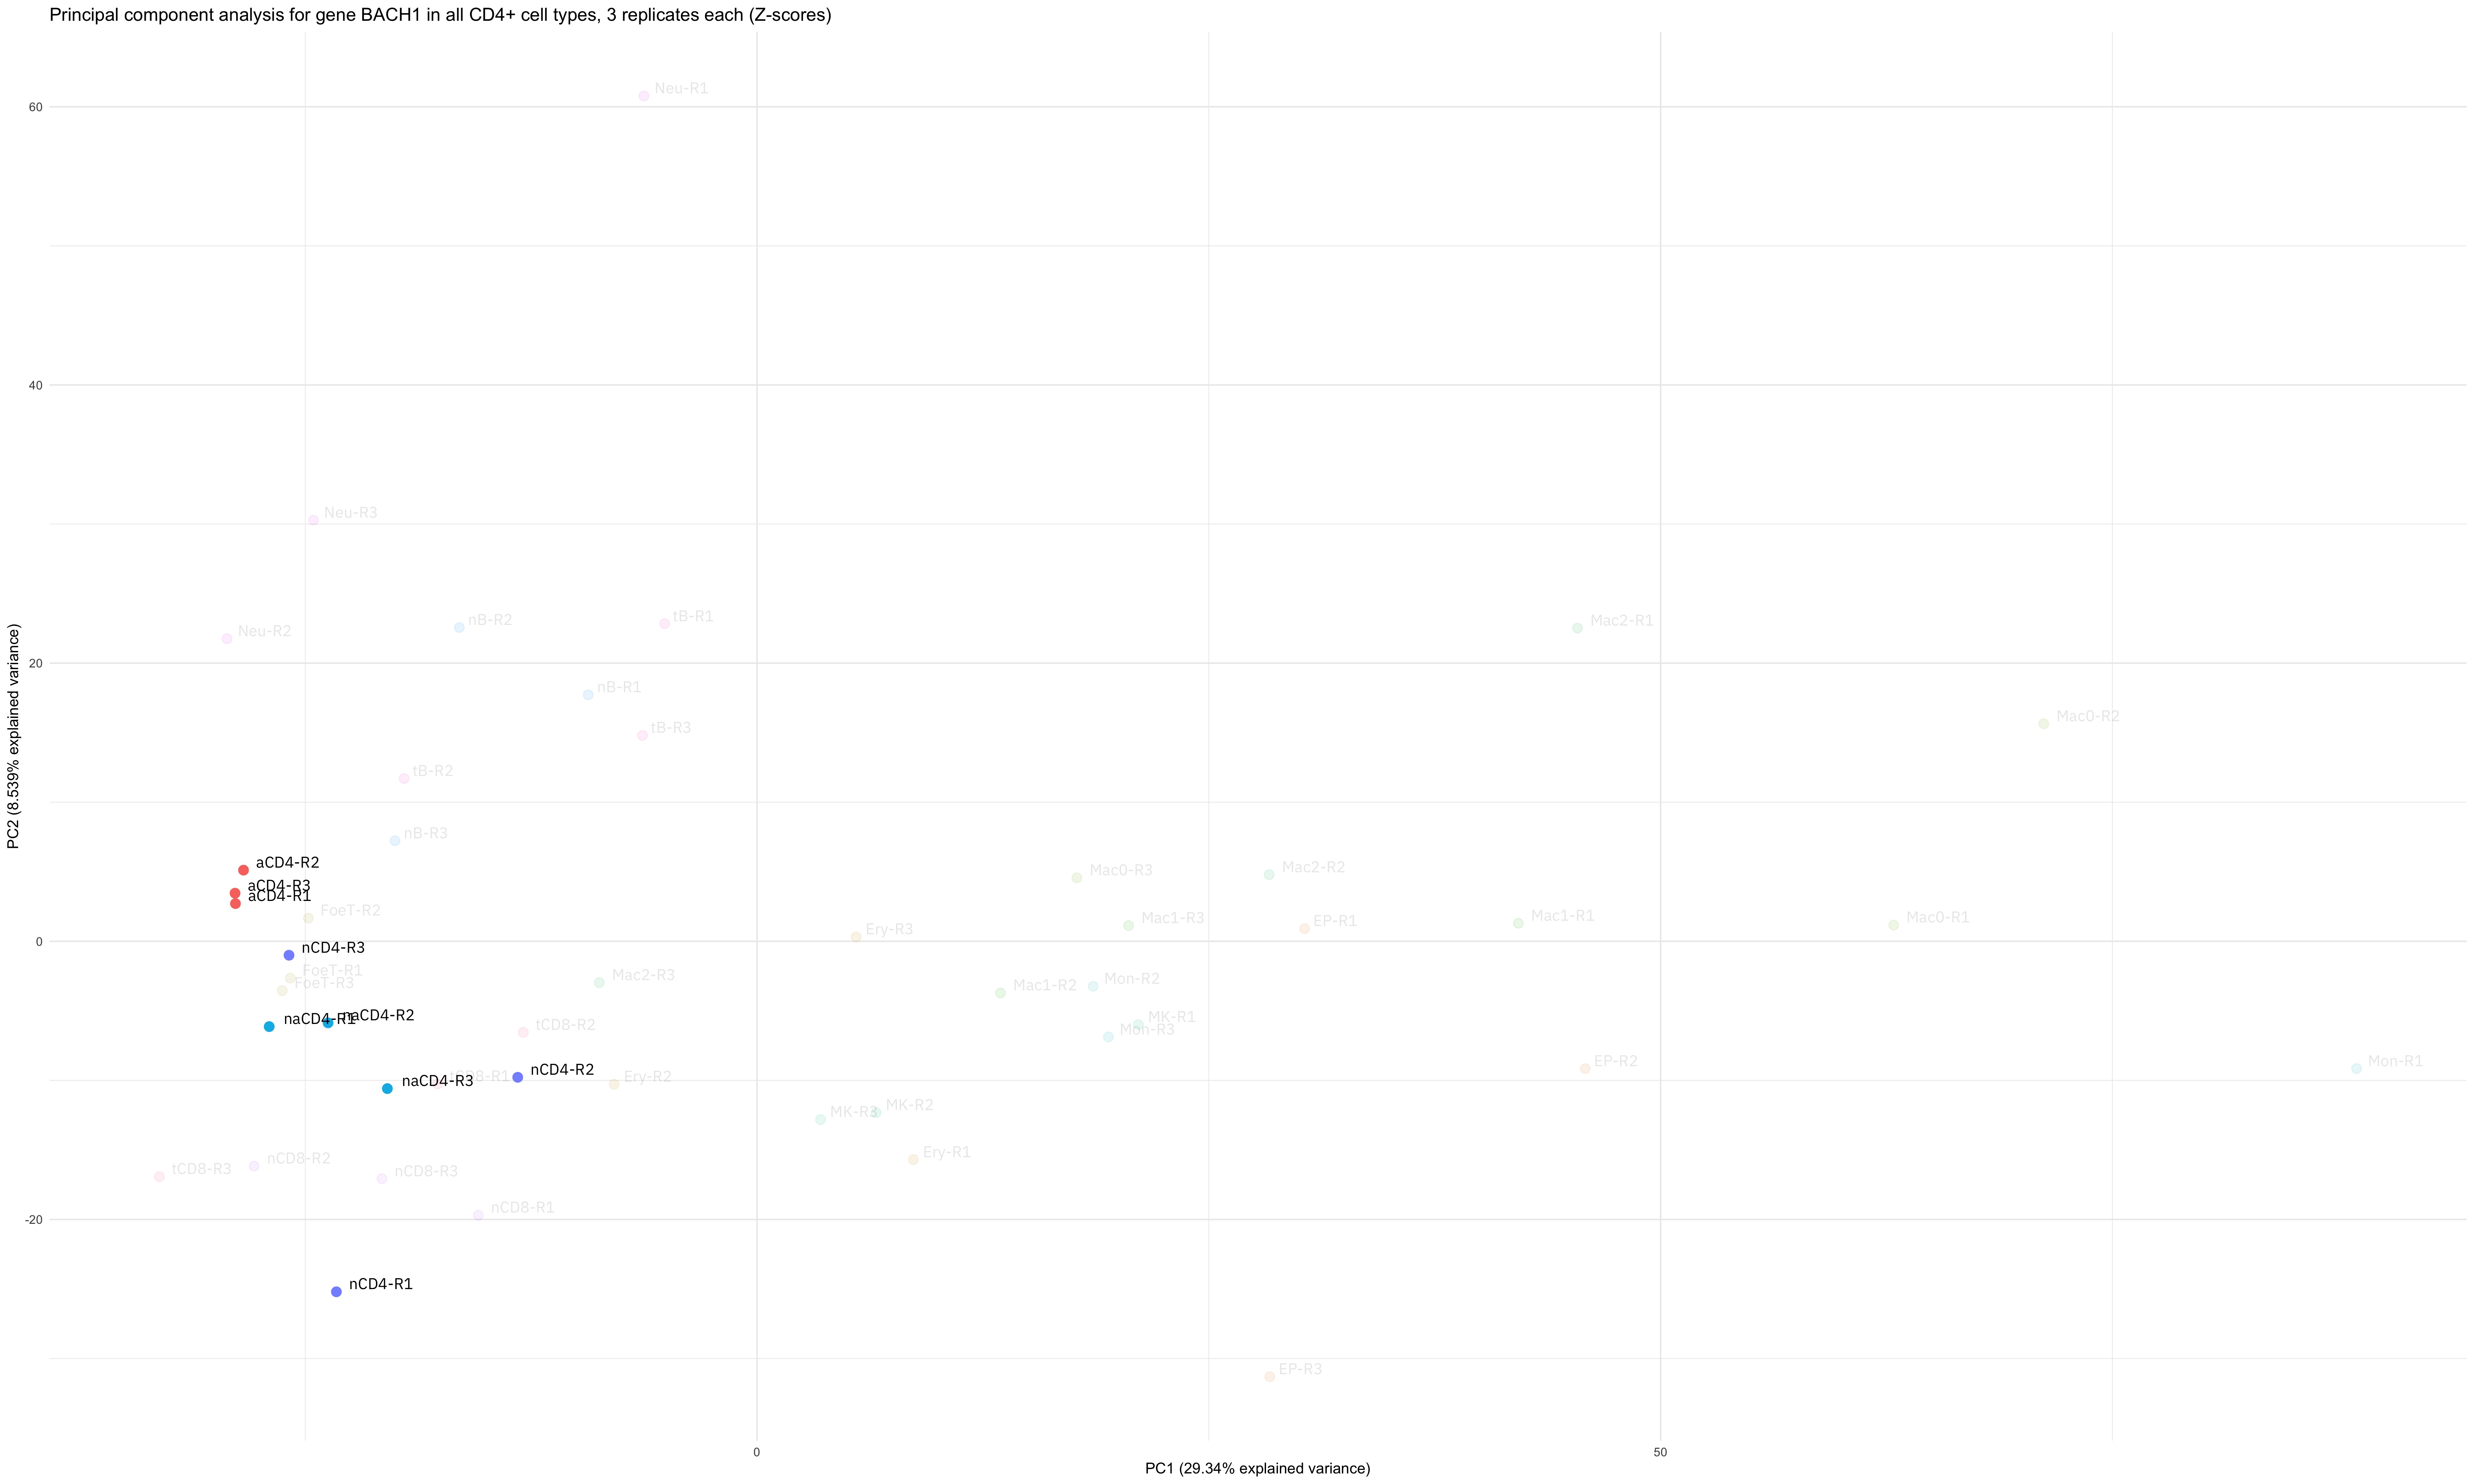 Principal component analysis for gene BACH1 in all CD4+ cell types, 3 replicates each (Z-scores)
Neu-R1
60
40
Neu-R3
nB-R2
tB-R1
Mac2-R1
Neu-R2
20
nB-R1
Mac0-R2
tB-R3
tB-R2
nB-R3
PC2 (8.539% explained variance)
aCD4-R2
Mac2-R2
Mac0-R3
aCD4-R3
aCD4-R1
FoeT-R2
Mac1-R3
EP-R1
Mac1-R1
Mac0-R1
Ery-R3
0
nCD4-R3
FoeT-R1
FoeT-R3
Mac2-R3
Mac1-R2
Mon-R2
naCD4-R1
naCD4-R2
tCD8-R2
MK-R1
Mon-R3
nCD4-R2
EP-R2
Mon-R1
naCD4-R3
tCD8-R1
Ery-R2
MK-R3
MK-R2
Ery-R1
tCD8-R3
nCD8-R2
nCD8-R3
nCD8-R1
-20
nCD4-R1
EP-R3
0
50
PC1 (29.34% explained variance)